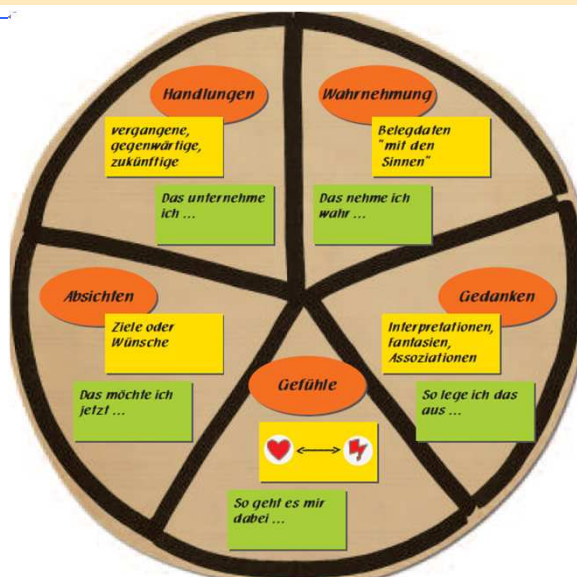 Handlungen
vergangene,
gegenwärtige,
zukünftige
Das unternehme
ich ...
Wahrnehmung
Belegdaten
"mit den
Sinnen"
Das nehme ich
wahr ...
Absichten
Ziele oder
Wünsche
Das möchte ich
jetzt ...
Gedanken
Interpretationen,
Fantasien,
Assoziationen
So lege ich das
aus ...
Gefühle
So geht es mir
dabei ...